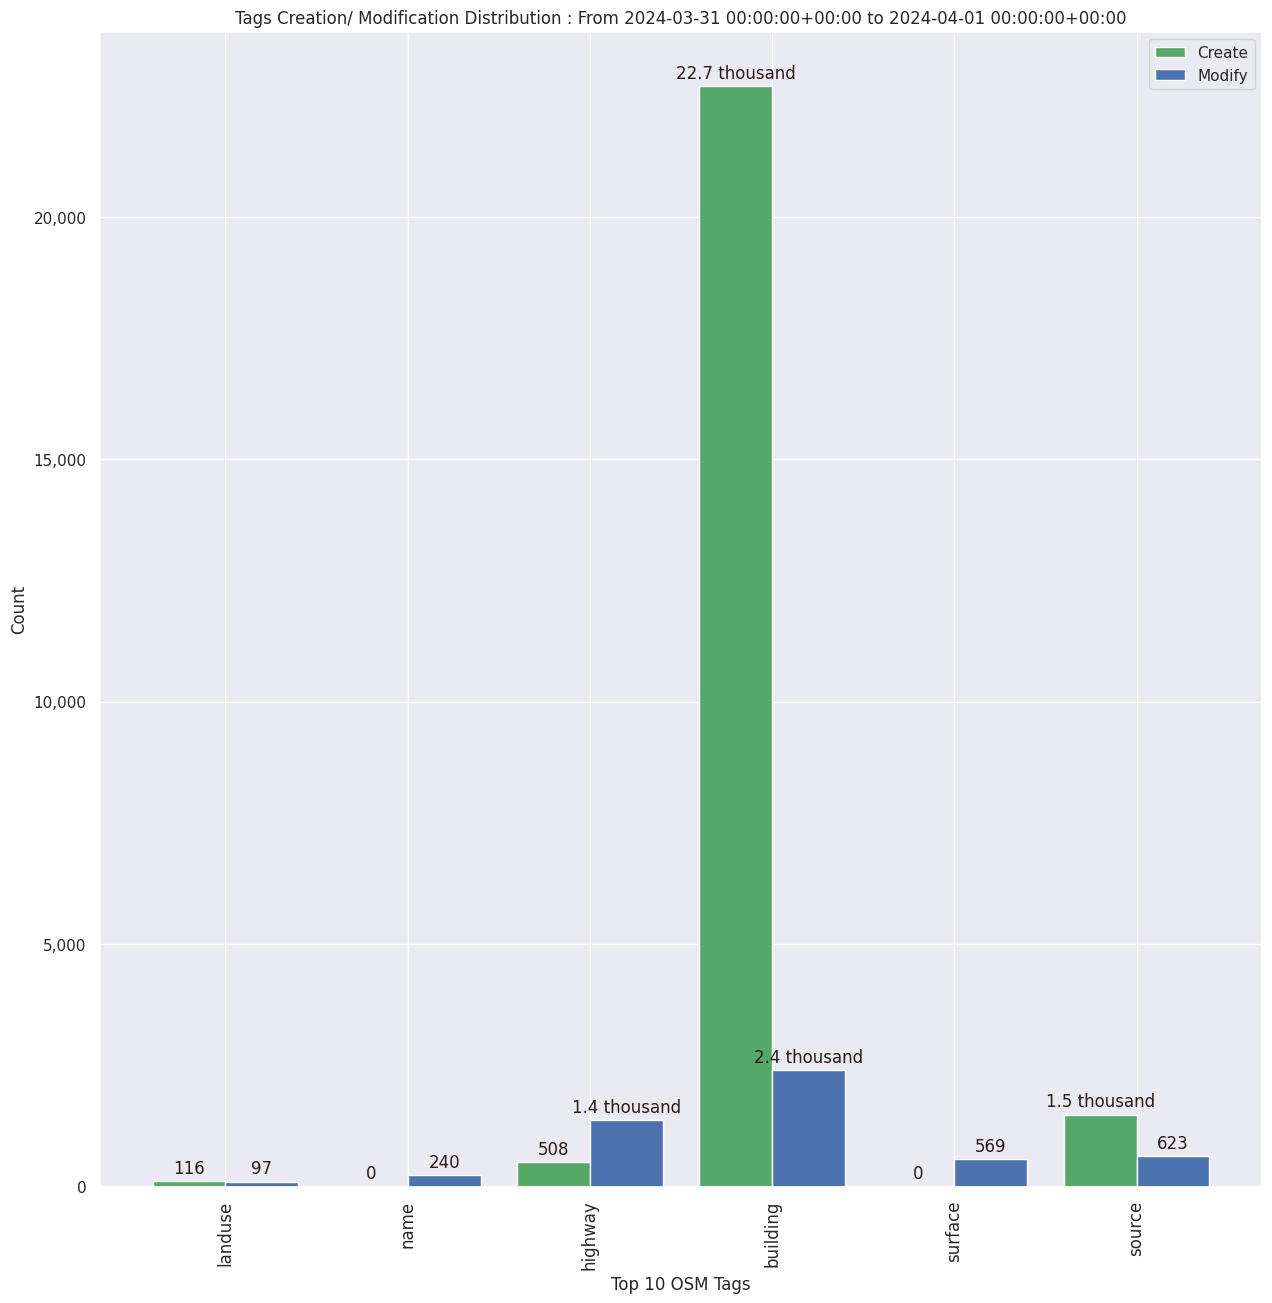 Tags Creation/ Modification Distribution : From 2024-03-31 00:00:00+00:00 to 2024-04-01 00:00:00+00:00
Create
Modify
22.7 thousand
20,000
15,000
10,000
5,000
0
Count
116
97
0
240
508
1.4 thousand
2.4 thousand
0
569
1.5 thousand
623
landuse
name
highway
building
surface
source
Top 10 OSM Tags